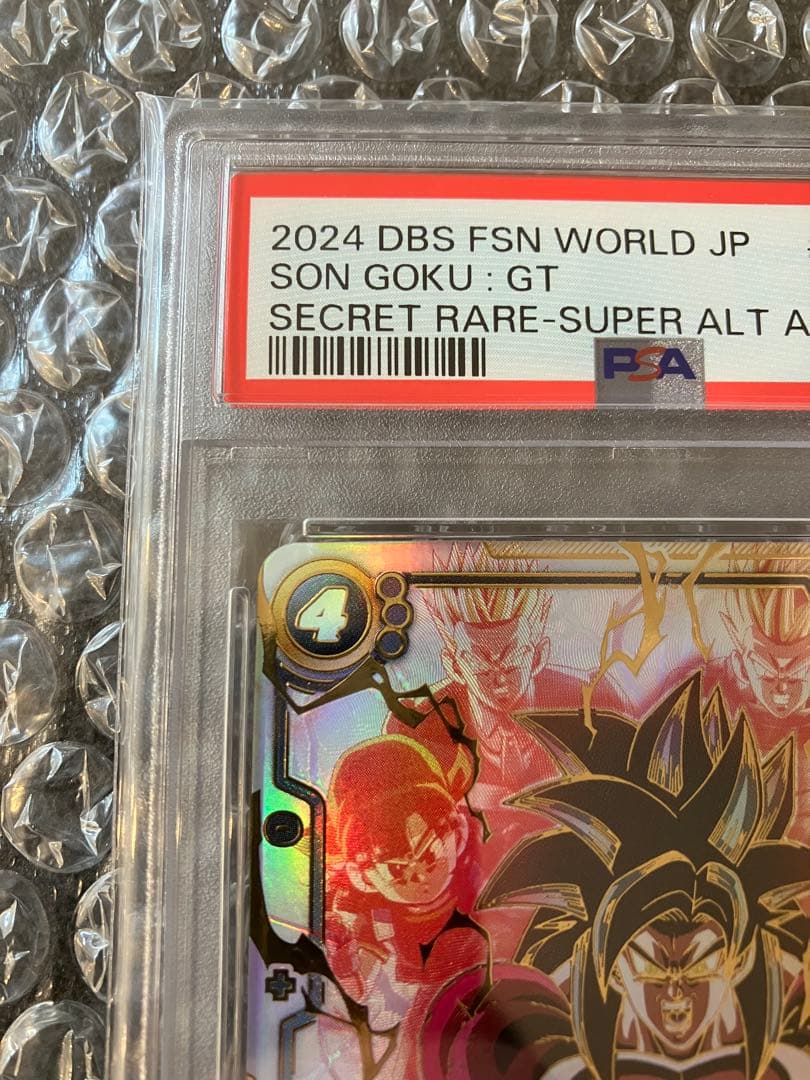 2024 DBS FSN WORLD JP
SON GOKU : GT
SECRET RARE-SUPER ALT
PSA
4